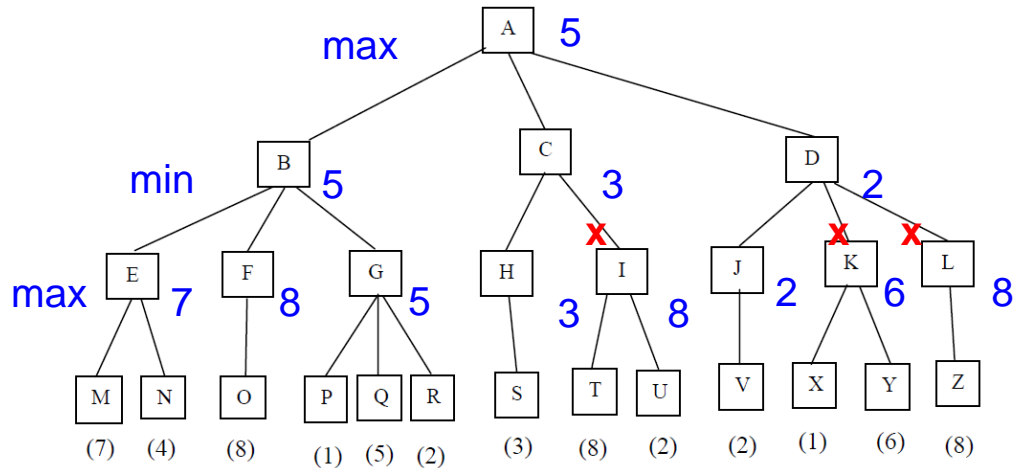 max A 5
B C D
min 5 3 2
x x x
E F G H I J K L
max 7 8 5 3 8 2 6 8
M N O P Q R S T U V X Y Z
(7) (4) (8) (1) (5) (2) (3) (8) (2) (2) (1) (6) (8)